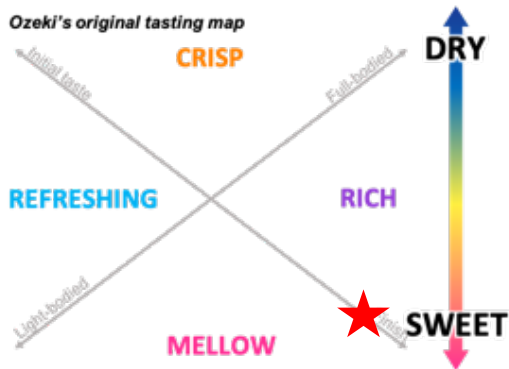 Ozeki's original tasting map
CRISP
DRY
Initial taste
Full-bodied
REFRESHING
RICH
Light-bodied
SWEET
MELLOW